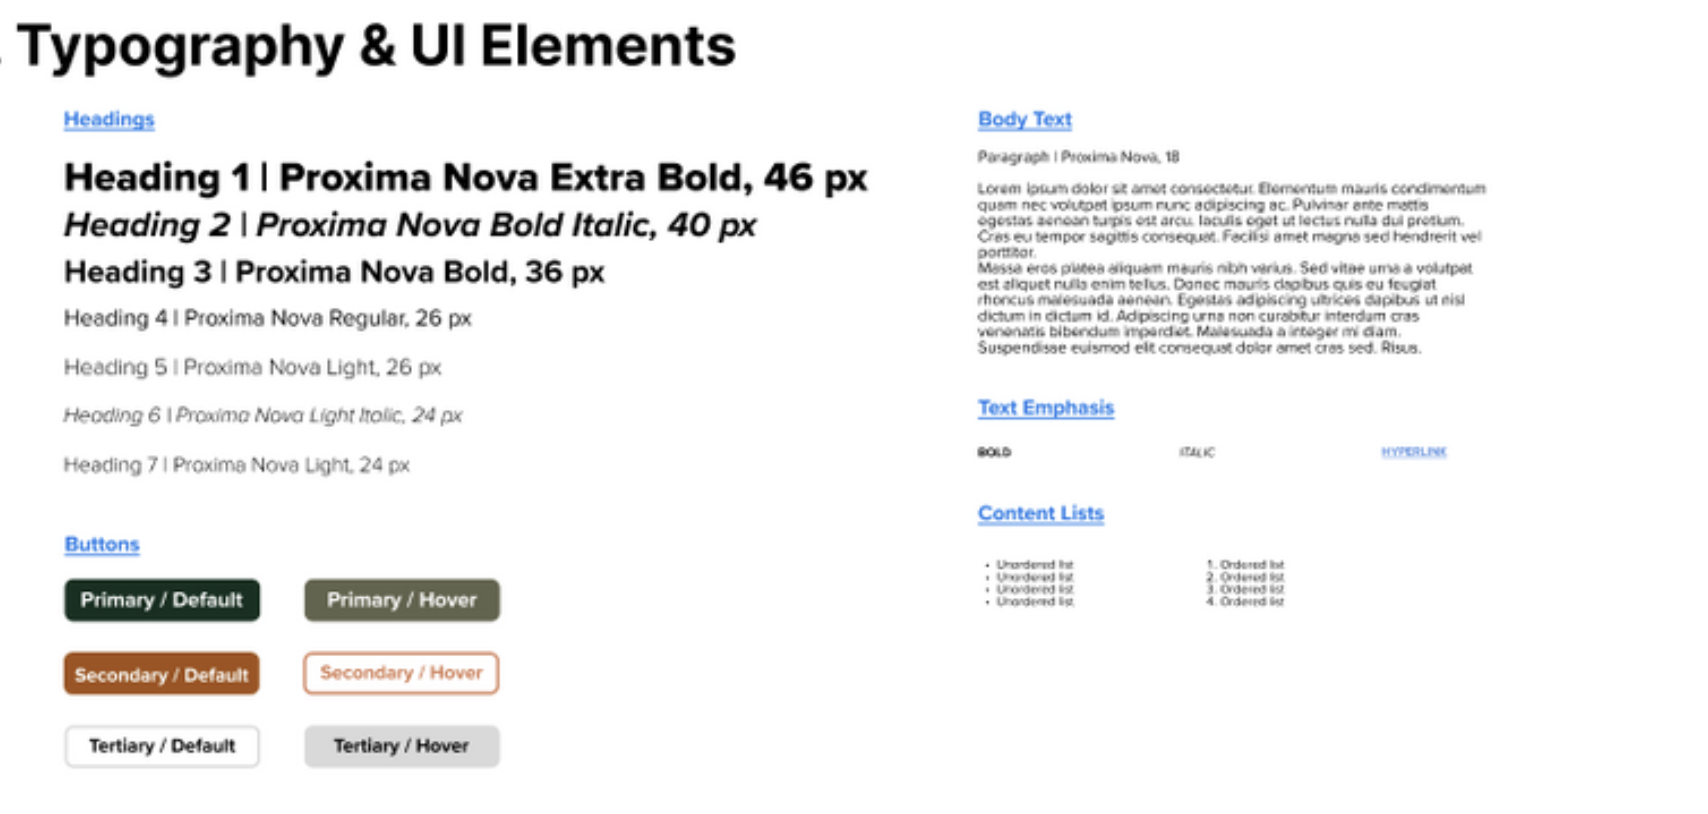 . Typography & UI Elements
Headings
Heading 1 | Proxima Nova Extra Bold, 46 px
Heading 2 | Proxima Nova Bold Italic, 40 px
Heading 3 | Proxima Nova Bold, 36 px
Heading 4 | Proxima Nova Regular, 26 px
Heading 5 | Proxima Nova Light, 26 px
Heading 6 | Proxima Nova Light Italic, 24 px
Heading 7 | Proxima Nova Light, 24 px
Buttons
Primary / Default
Primary / Hover
Secondary / Default
Secondary / Hover
Tertiary / Default
Tertiary / Hover
Body Text
Paragraph | Proxima Nova, 18
Lorem ipsum dolor sit amet consectetur. Elementum mauris condimentum
quam nec volutpat ipsum nunc adipiscing ac. Pulvinar ante mattis
egestas aenean turpis est arcu. Iaculis eget ut lectus nulla dui pretium.
Cras eu tempor sagittis consequat. Facilisi amet magna sed hendrerit vel
porttitor.
Massa eros platea aliquam mauris nibh varius. Sed vitae urna a volutpat
est aliquet nulla enim tellus. Donec mauris dapibus quis eu feugiat
rhoncus malesuada aenean. Egestas adipiscing ultrices dapibus ut nisl
dictum in dictum id. Adipiscing urna non curabitur interdum cras
venenatis bibendum imperdiet. Malesuada a integer mi diam.
Suspendisse euismod elit consequat dolor amet cras sed. Risus.
Text Emphasis
BOLD
ITALIC
HYPERLINK
Content Lists
• Unordered list
• Unordered list
• Unordered list
• Unordered list
1. Ordered list
2. Ordered list
3. Ordered list
4. Ordered list